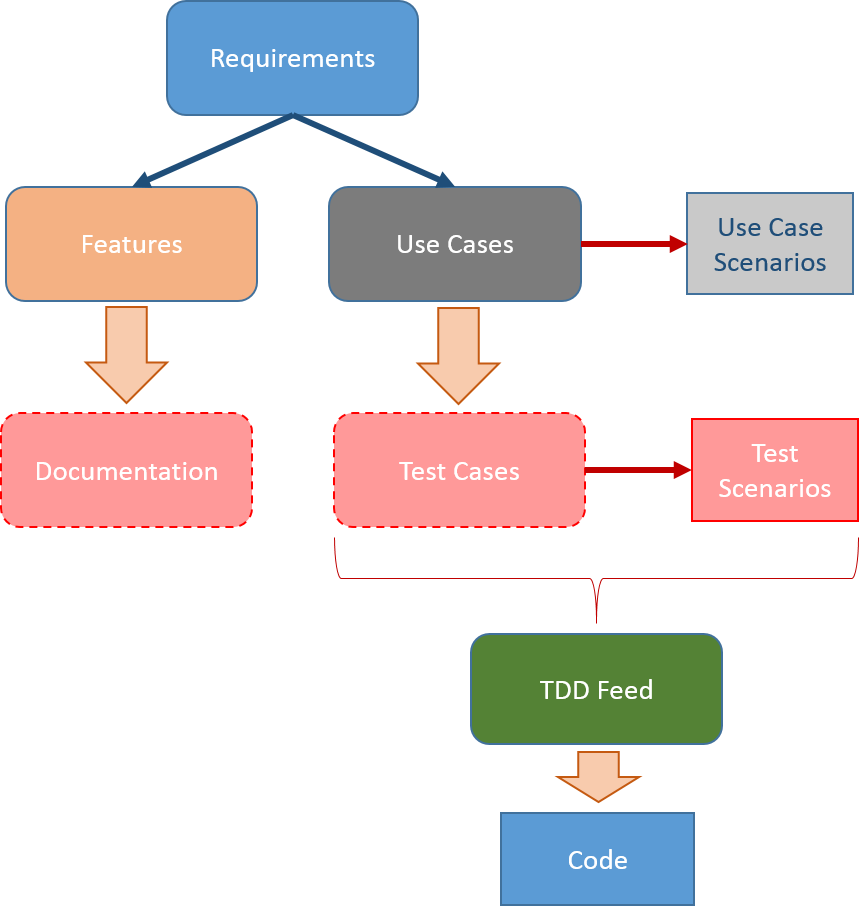 Requirements
Features
Use Cases
Use Case
Scenarios
Documentation
Test Cases
Test
Scenarios
TDD Feed
Code